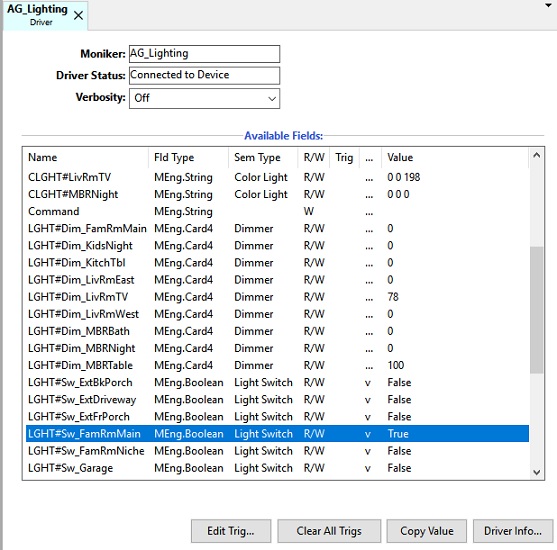 AG_Lighting
Driver
Moniker: AG_Lighting
Driver Status: Connected to Device
Verbosity: Off
Available Fields:
Name Fld Type Sem Type R/W Trig ... Value
CLGHT#LivRmTV MEng.String Color Light R/W ... 0 0 198
CLGHT#MBRNight MEng.String Color Light R/W ... 0 0 0
Command MEng.String W ...
LGHT#Dim_FamRmMain MEng.Card4 Dimmer R/W ... 0
LGHT#Dim_KidsNight MEng.Card4 Dimmer R/W ... 0
LGHT#Dim_KitchTbl MEng.Card4 Dimmer R/W ... 0
LGHT#Dim_LivRmEast MEng.Card4 Dimmer R/W ... 0
LGHT#Dim_LivRmTV MEng.Card4 Dimmer R/W ... 78
LGHT#Dim_LivRmWest MEng.Card4 Dimmer R/W ... 0
LGHT#Dim_MBRBath MEng.Card4 Dimmer R/W ... 0
LGHT#Dim_MBRNight MEng.Card4 Dimmer R/W ... 0
LGHT#Dim_MBRTable MEng.Card4 Dimmer R/W ... 100
LGHT#Sw_ExtBkPorch MEng.Boolean Light Switch R/W v False
LGHT#Sw_ExtDriveway MEng.Boolean Light Switch R/W v False
LGHT#Sw_ExtFrPorch MEng.Boolean Light Switch R/W v False
LGHT#Sw_FamRmMain MEng.Boolean Light Switch R/W v True
LGHT#Sw_FamRmNiche MEng.Boolean Light Switch R/W v False
LGHT#Sw_Garage MEng.Boolean Light Switch R/W v False
Edit Trig... Clear All Trigs Copy Value Driver Info...